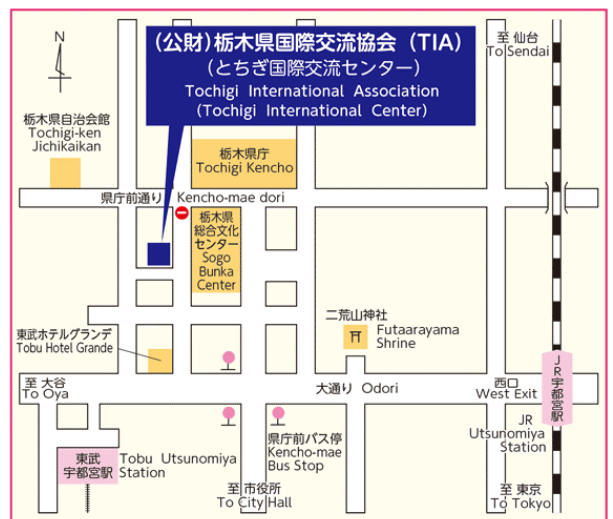 (公財)栃木県国際交流協会 (TIA)
(とちぎ国際交流センター)
Tochigi International Association
(Tochigi International Center)
至 仙台
To Sendai
N
栃木県自治会館
Tochigi-ken
Jichikaikan
栃木県庁
Tochigi Kencho
県庁前通り Kencho-mae dori
栃木県
総合文化
センター
Sogo
Bunka
Center
東武ホテルグランデ
Tobu Hotel Grande
二荒山神社
Futaarayama
Shrine
至 大谷
To Oya
大通り Odori
西口
West Exit
JR宇都宮駅
JR
Utsunomiya
Station
東武
宇都宮駅
Tobu Utsunomiya
Station
県庁前バス停
Kencho-mae
Bus Stop
至 市役所
To City Hall
至 東京
To Tokyo